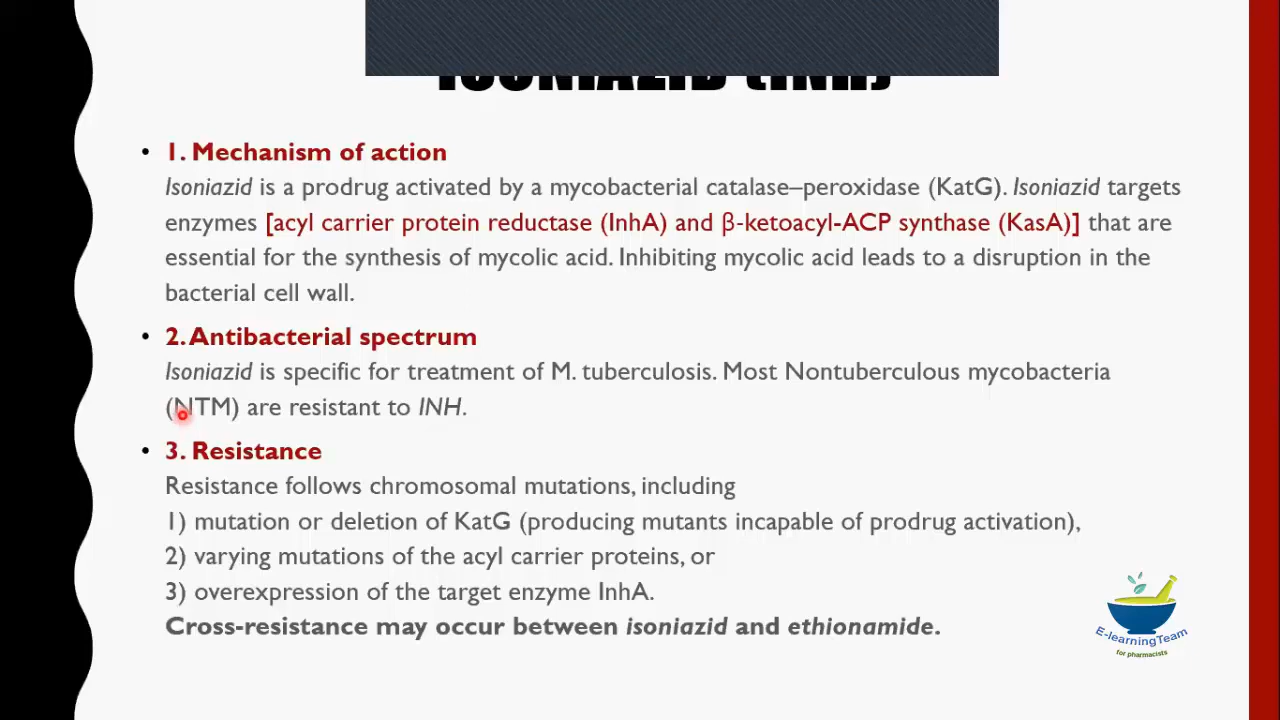 ISONIAZID (INH)
• 1. Mechanism of action
Isoniazid is a prodrug activated by a mycobacterial catalase–peroxidase (KatG). Isoniazid targets
enzymes [acyl carrier protein reductase (InhA) and β-ketoacyl-ACP synthase (KasA)] that are
essential for the synthesis of mycolic acid. Inhibiting mycolic acid leads to a disruption in the
bacterial cell wall.
• 2. Antibacterial spectrum
Isoniazid is specific for treatment of M. tuberculosis. Most Nontuberculous mycobacteria
(NTM) are resistant to INH.
• 3. Resistance
Resistance follows chromosomal mutations, including
1) mutation or deletion of KatG (producing mutants incapable of prodrug activation),
2) varying mutations of the acyl carrier proteins, or
3) overexpression of the target enzyme InhA.
Cross-resistance may occur between isoniazid and ethionamide.
E-learningTeam
for pharmacists